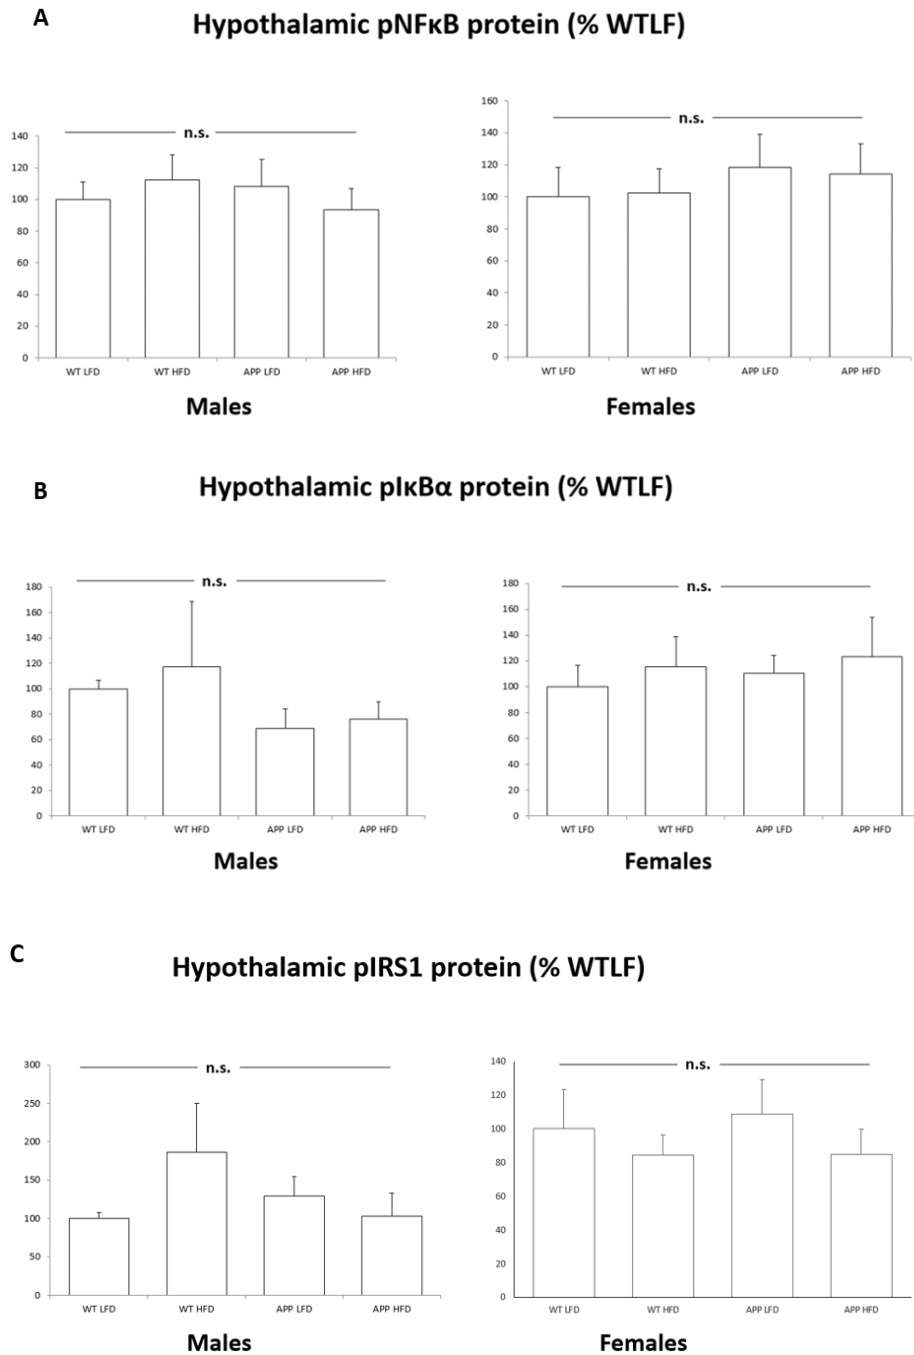 A
Hypothalamic pNFκB protein (% WTLF)
n.s.
140
120
100
80
60
40
20
0
WT LFD WT HFD APP LFD APP HFD
Males
n.s.
160
140
120
100
80
60
40
20
0
WT LFD WT HFD APP LFD APP HFD
Females
B
Hypothalamic pIκBα protein (% WTLF)
n.s.
180
160
140
120
100
80
60
40
20
0
WT LFD WT HFD APP LFD APP HFD
Males
n.s.
180
160
140
120
100
80
60
40
20
0
WT LFD WT HFD APP LFD APP HFD
Females
C
Hypothalamic pIRS1 protein (% WTLF)
n.s.
300
250
200
150
100
50
0
WT LFD WT HFD APP LFD APP HFD
Males
n.s.
140
120
100
80
60
40
20
0
WT LFD WT HFD APP LFD APP HFD
Females